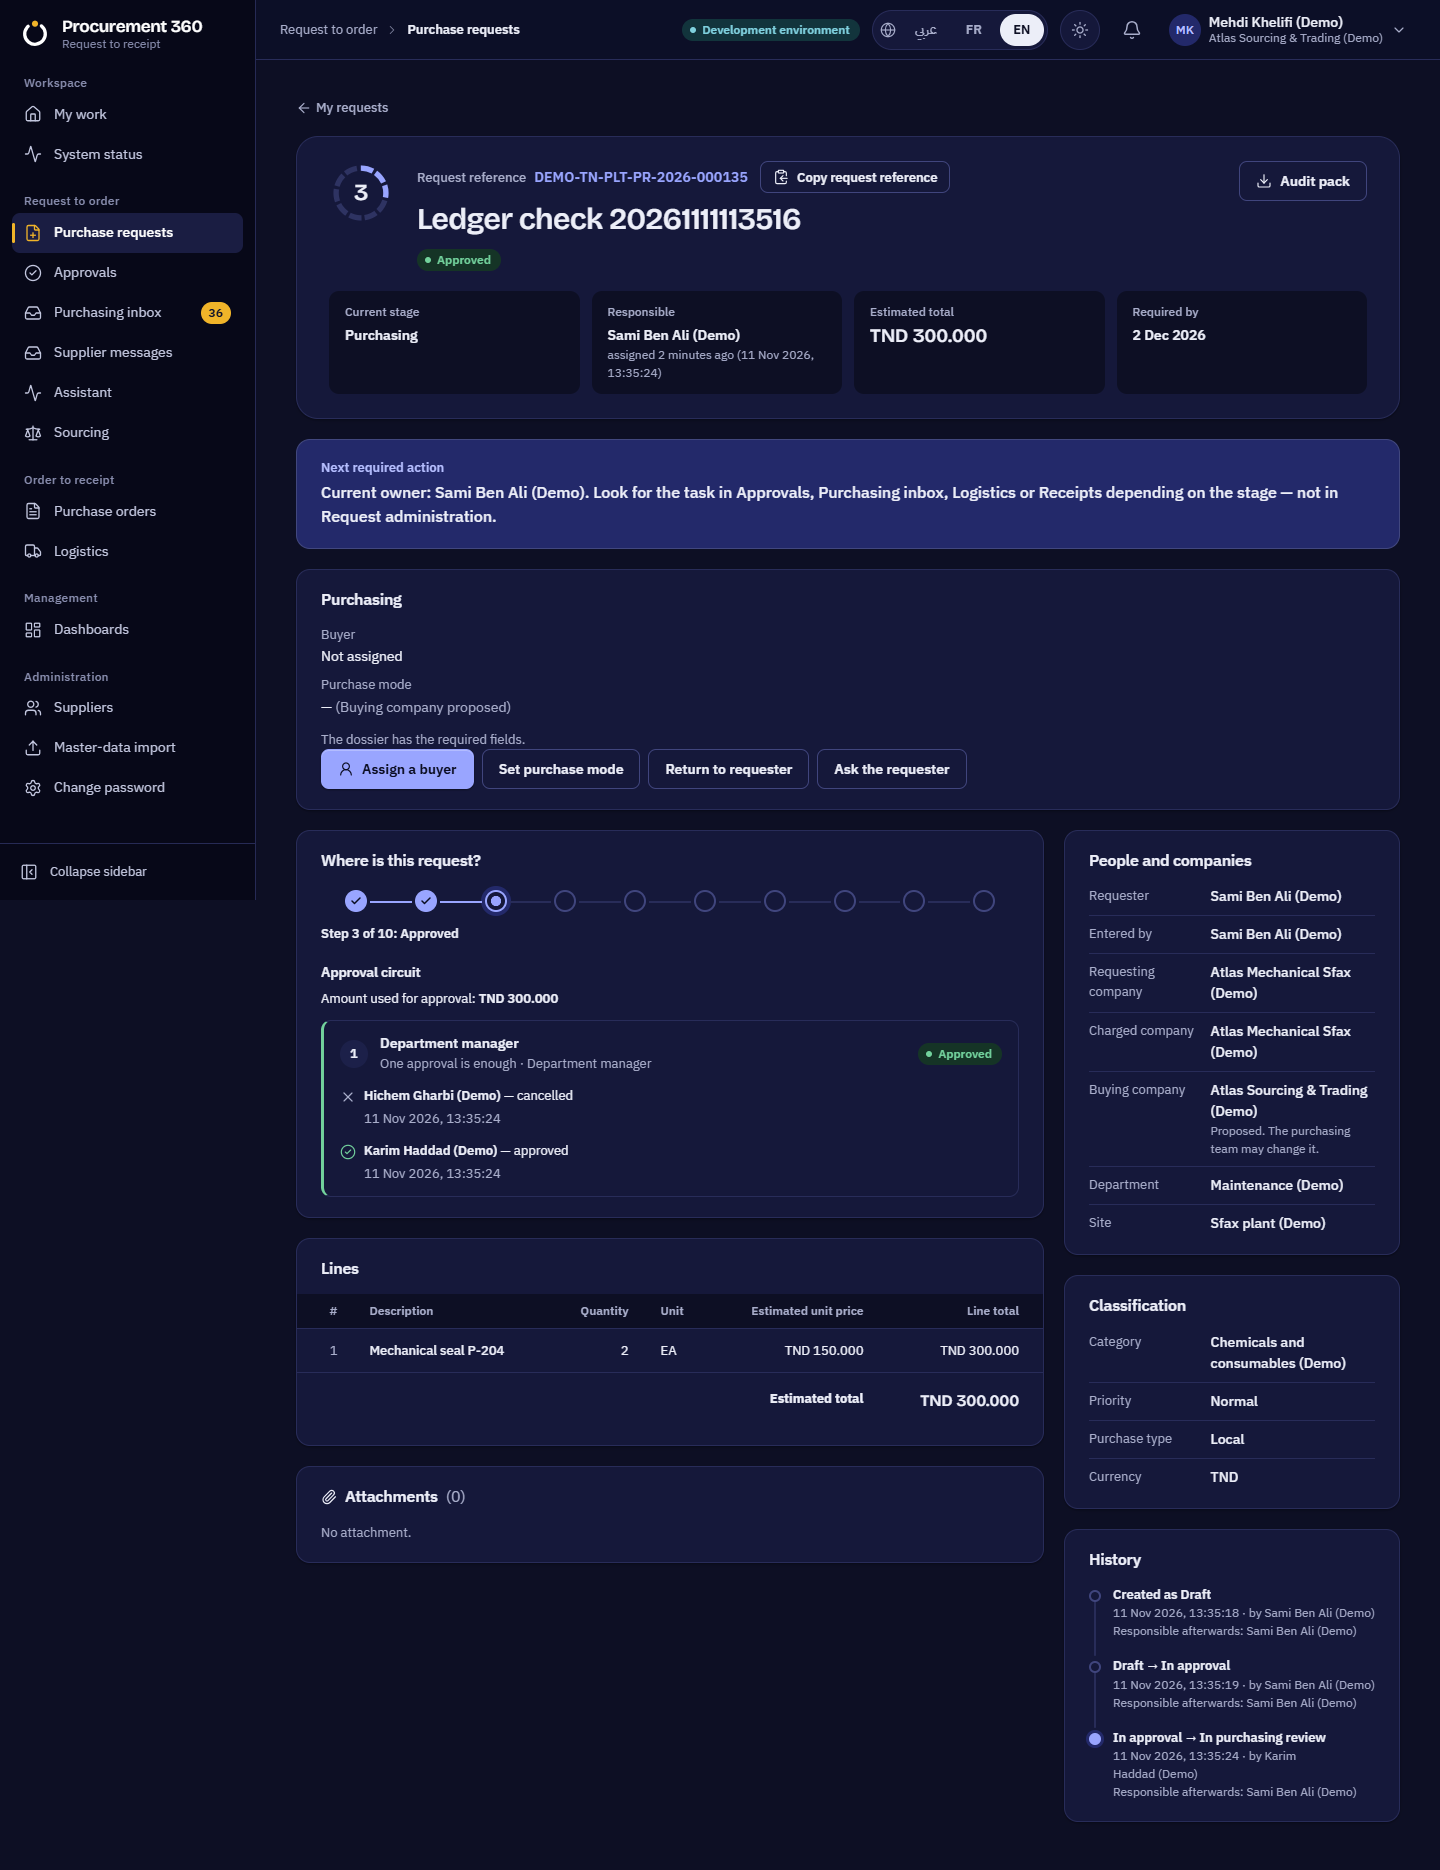 Procurement 360
Request to receipt
Workspace
My work
System status
Request to order
Purchase requests
Approvals
Purchasing inbox
36
Supplier messages
Assistant
Sourcing
Order to receipt
Purchase orders
Logistics
Management
Dashboards
Administration
Suppliers
Master-data import
Change password
Collapse sidebar
Request to order
Purchase requests
Development environment
عربي
FR
EN
MK
Mehdi Khelifi (Demo)
Atlas Sourcing & Trading (Demo)
My requests
3
Request reference DEMO-TN-PLT-PR-2026-000135
Copy request reference
Audit pack
Ledger check 20261111113516
Approved
Current stage
Purchasing
Responsible
Sami Ben Ali (Demo)
assigned 2 minutes ago (11 Nov 2026,
13:35:24)
Estimated total
TND 300.000
Required by
2 Dec 2026
Next required action
Current owner: Sami Ben Ali (Demo). Look for the task in Approvals, Purchasing inbox, Logistics or Receipts depending on the stage — not in
Request administration.
Purchasing
Buyer
Not assigned
Purchase mode
— (Buying company proposed)
The dossier has the required fields.
Assign a buyer
Set purchase mode
Return to requester
Ask the requester
Where is this request?
Step 3 of 10: Approved
Approval circuit
Amount used for approval: TND 300.000
1
Department manager
One approval is enough · Department manager
Approved
Hichem Gharbi (Demo) — cancelled
11 Nov 2026, 13:35:24
Karim Haddad (Demo) — approved
11 Nov 2026, 13:35:24
Lines
# Description Quantity Unit Estimated unit price Line total
1 Mechanical seal P-204 2 EA TND 150.000 TND 300.000
Estimated total TND 300.000
Attachments (0)
No attachment.
People and companies
Requester Sami Ben Ali (Demo)
Entered by Sami Ben Ali (Demo)
Requesting company
Atlas Mechanical Sfax (Demo)
Charged company
Atlas Mechanical Sfax (Demo)
Buying company
Atlas Sourcing & Trading (Demo)
Proposed. The purchasing
team may change it.
Department Maintenance (Demo)
Site Sfax plant (Demo)
Classification
Category
Chemicals and
consumables (Demo)
Priority Normal
Purchase type Local
Currency TND
History
Created as Draft
11 Nov 2026, 13:35:18 · by Sami Ben Ali (Demo)
Responsible afterwards: Sami Ben Ali (Demo)
Draft → In approval
11 Nov 2026, 13:35:19 · by Sami Ben Ali (Demo)
Responsible afterwards: Sami Ben Ali (Demo)
In approval → In purchasing review
11 Nov 2026, 13:35:24 · by Karim
Haddad (Demo)
Responsible afterwards: Sami Ben Ali (Demo)